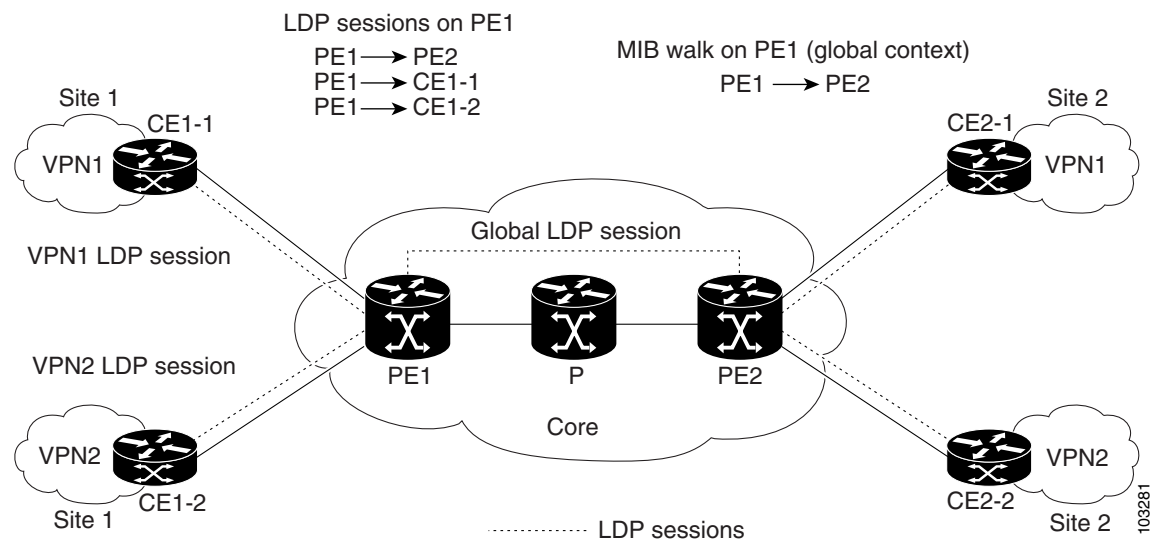 LDP sessions on PE1
PE1 → PE2
PE1 → CE1-1
PE1 → CE1-2
MIB walk on PE1 (global context)
PE1 → PE2
Site 1
CE1-1
VPN1
Site 2
CE2-1
VPN1
Global LDP session
VPN1 LDP session
VPN2 LDP session
PE1
P
PE2
Core
VPN2
CE1-2
Site 1
VPN2
CE2-2
Site 2
LDP sessions
103281